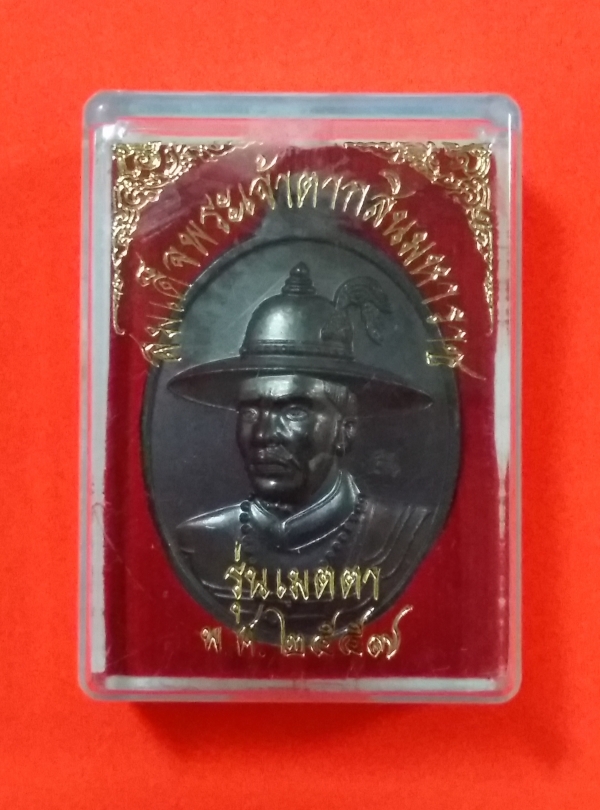 สมเด็จพระเจ้าตากสินมหาราช
รุ่นเมตตา
พ.ศ. ๒๕๕๗